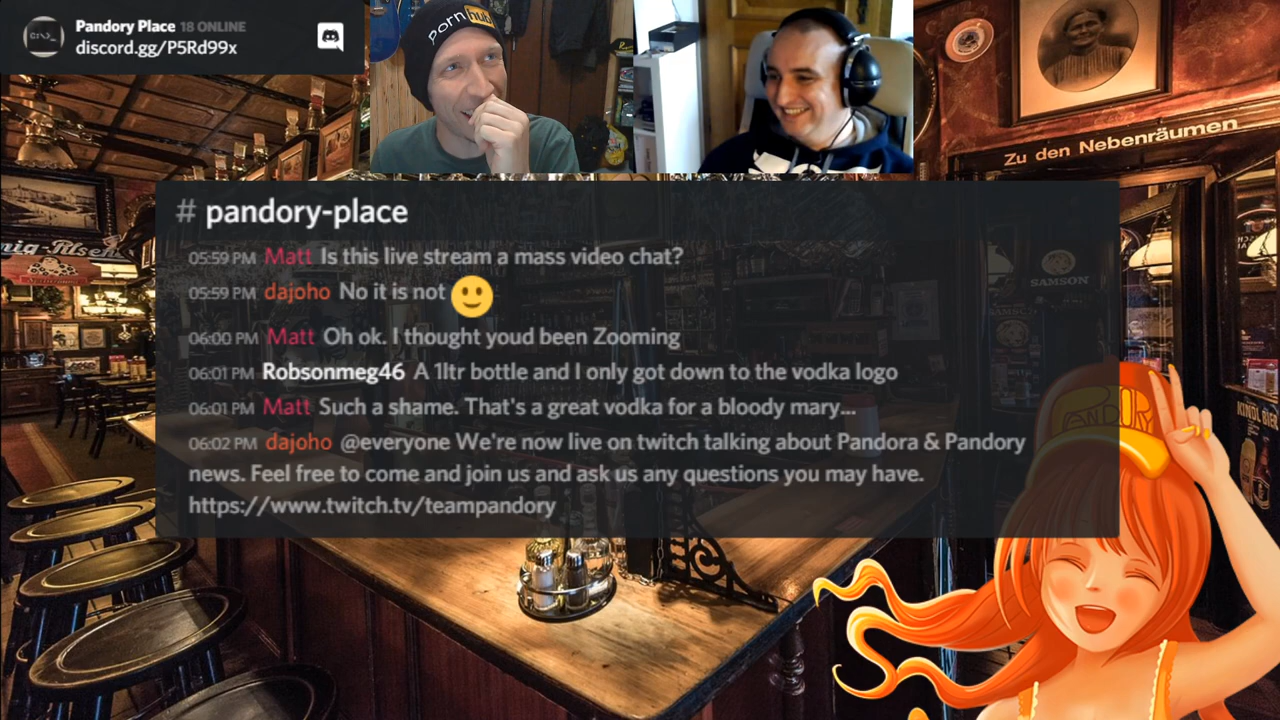 Pandory Place 18 ONLINE
discord.gg/P5Rd99x
Porn hub
Zu den Nebenräumen
# pandory-place
05:59 PM Matt Is this live stream a mass video chat?
05:59 PM dajoho No it is not 🙂
06:00 PM Matt Oh ok. I thought youd been Zooming
06:01 PM Robsonmeg46 A 1ltr bottle and I only got down to the vodka logo
06:01 PM Matt Such a shame. That's a great vodka for a bloody mary...
06:02 PM dajoho @everyone We're now live on twitch talking about Pandora & Pandory
news. Feel free to come and join us and ask us any questions you may have.
https://www.twitch.tv/teampandory
SAMSON
PANDORY